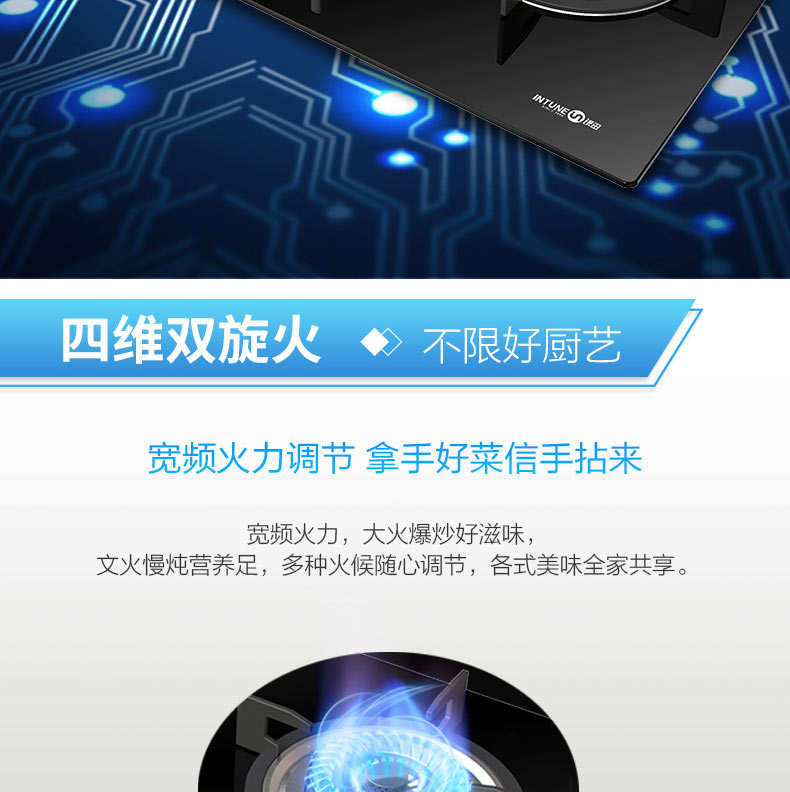 INTUNE
四维双旋火 不限好厨艺
宽频火力调节 拿手好菜信手拈来
宽频火力，大火爆炒好滋味，
文火慢炖营养足，多种火候随心调节，各式美味全家共享。